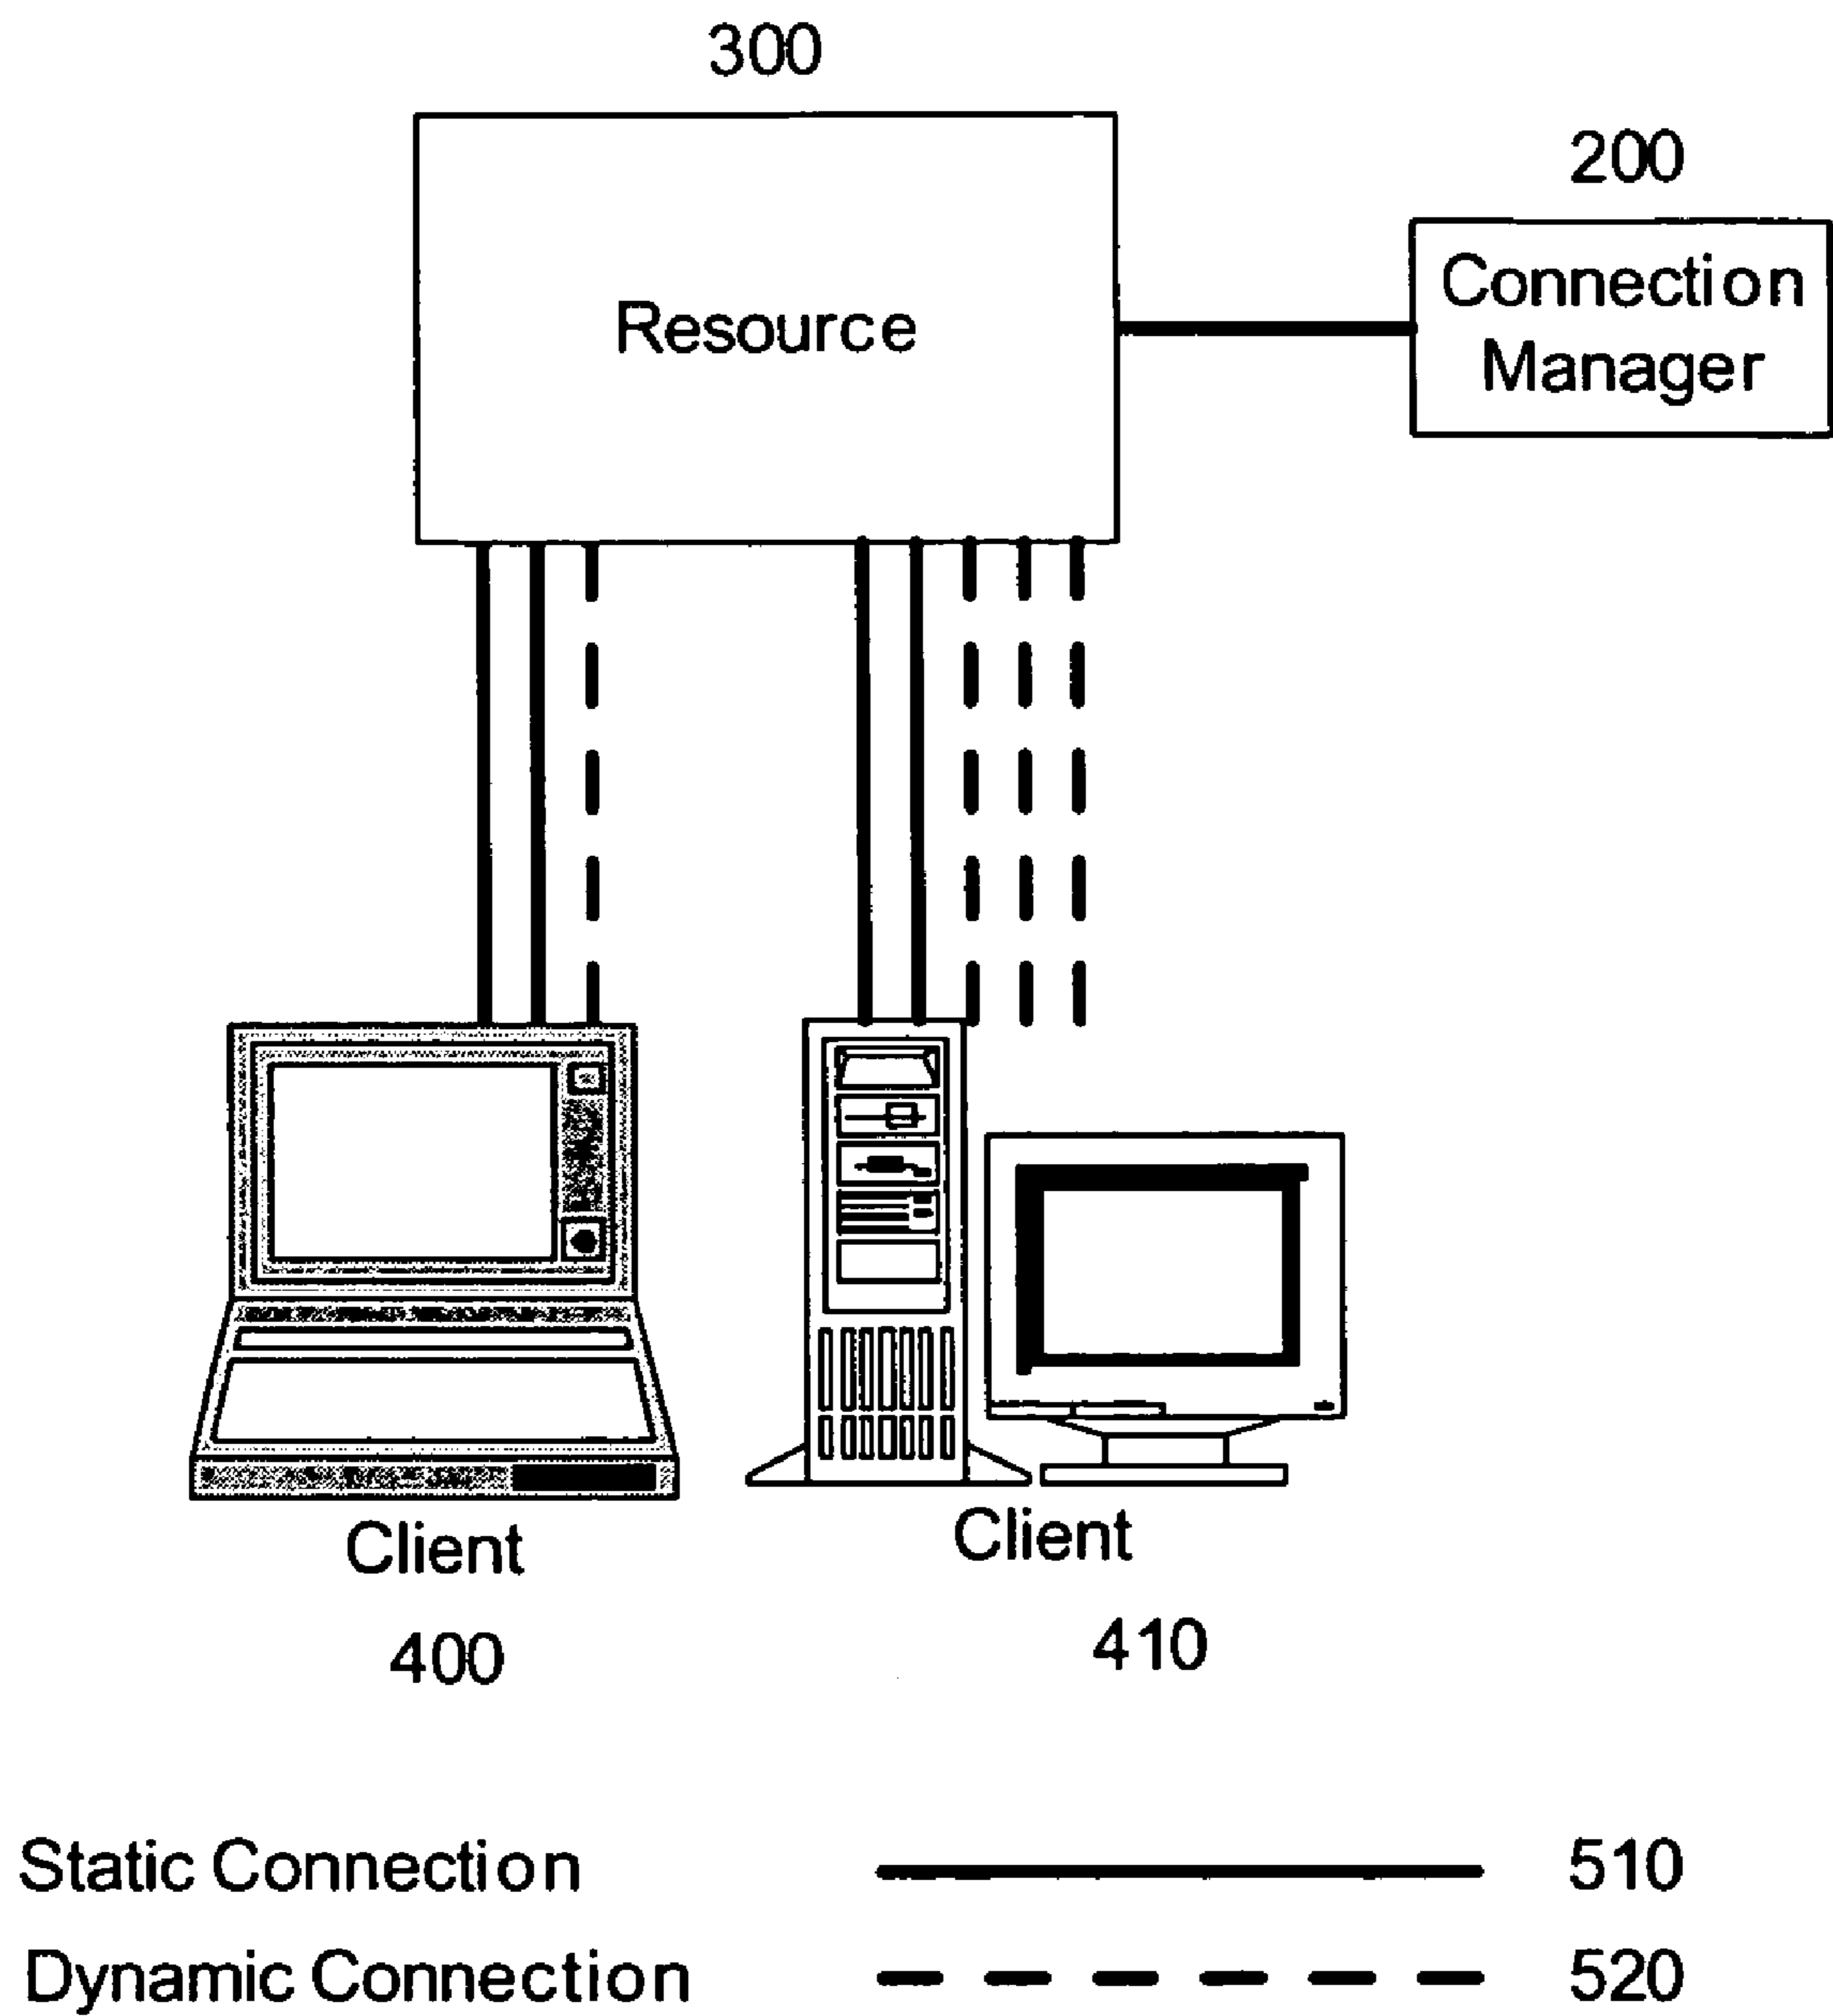 300
200
Resource
Connection
Manager
Client
Client
400
410
Static Connection 510
Dynamic Connection 520